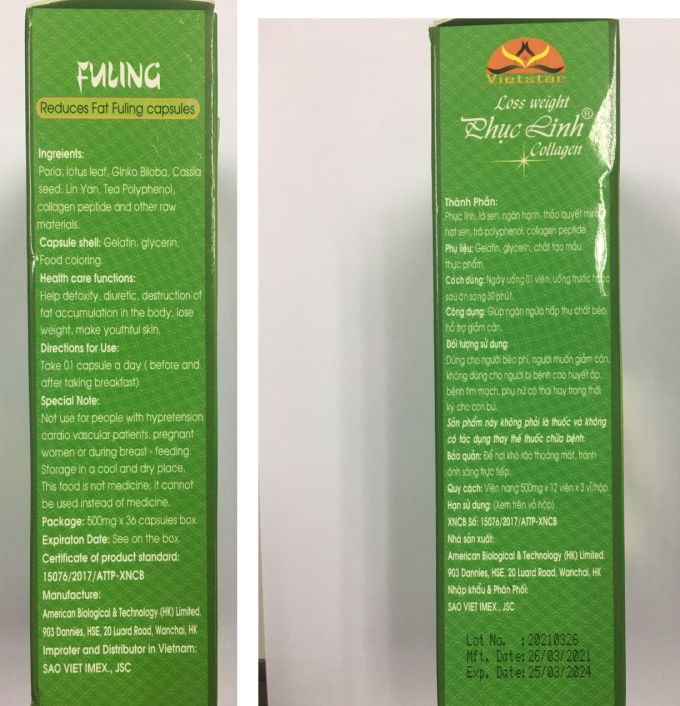 FULING
Reduces Fat Fuling capsules
Ingreients:
Poria, lotus leaf, Ginko Biloba, Cassia
seed, Lin Yan, Tea Polyphenol,
collagen peptide and other raw
materials.
Capsule shell: Gelatin, glycerin,
Food coloring.
Health care functions:
Help detoxify, diuretic, destruction of
fat accumulation in the body, lose
weight, make youthful skin.
Directions for Use:
Take 01 capsule a day ( before and
after taking breakfast)
Special Note:
Not use for people with hypretension
cardio vascular patients, pregnant
women or during breast - feeding.
Storage in a cool and dry place.
This food is not medicine, it cannot
be used instead of medicine.
Package: 500mg x 36 capsules box.
Expiraton Date: See on the box.
Certificate of product standard:
15076/2017/ATTP-XNCB
Manufacture:
American Biological & Technology (HK) Limited.
903 Dannies, HSE, 20 Luard Road, Wanchai, HK
Improter and Distributor in Vietnam:
SAO VIET IMEX., JSC
Vietstar
Loss weight
Phục Linh®
Collagen
Thành Phần:
Phục linh, lá sen, ngân hạnh, thảo quyết minh,
hạt sen, trà polyphenol, collagen peptide
Phụ liệu: Gelatin, glycerin, chất tạo màu
thực phẩm.
Cách dùng: Ngày uống 01 viên, uống trước hoặc
sau ăn sáng 30 phút.
Công dụng: Giúp ngăn ngừa hấp thu chất béo,
hỗ trợ giảm cân.
Đối tượng sử dụng:
Dùng cho người béo phì, người muốn giảm cân,
không dùng cho người bị bệnh cao huyết áp,
bệnh tim mạch, phụ nữ có thai hay trong thời
kỳ cho con bú.
Sản phẩm này không phải là thuốc và không
có tác dụng thay thế thuốc chữa bệnh.
Bảo quản: Để nơi khô ráo thoáng mát, tránh
ánh sáng trực tiếp.
Quy cách: Viên nang 500mg x 12 viên x 3 vỉ/hộp.
Hạn sử dụng: (Xem trên vỏ hộp)
XNCB Số: 15076/2017/ATTP-XNCB
Nhà sản xuất:
American Biological & Technology (HK) Limited.
903 Dannies, HSE, 20 Luard Road, Wanchai, HK
Nhập khẩu & Phân Phối:
SAO VIET IMEX., JSC
Lot No. :20210326
Mft. Date:26/03/2021
Exp. Date:25/03/2024